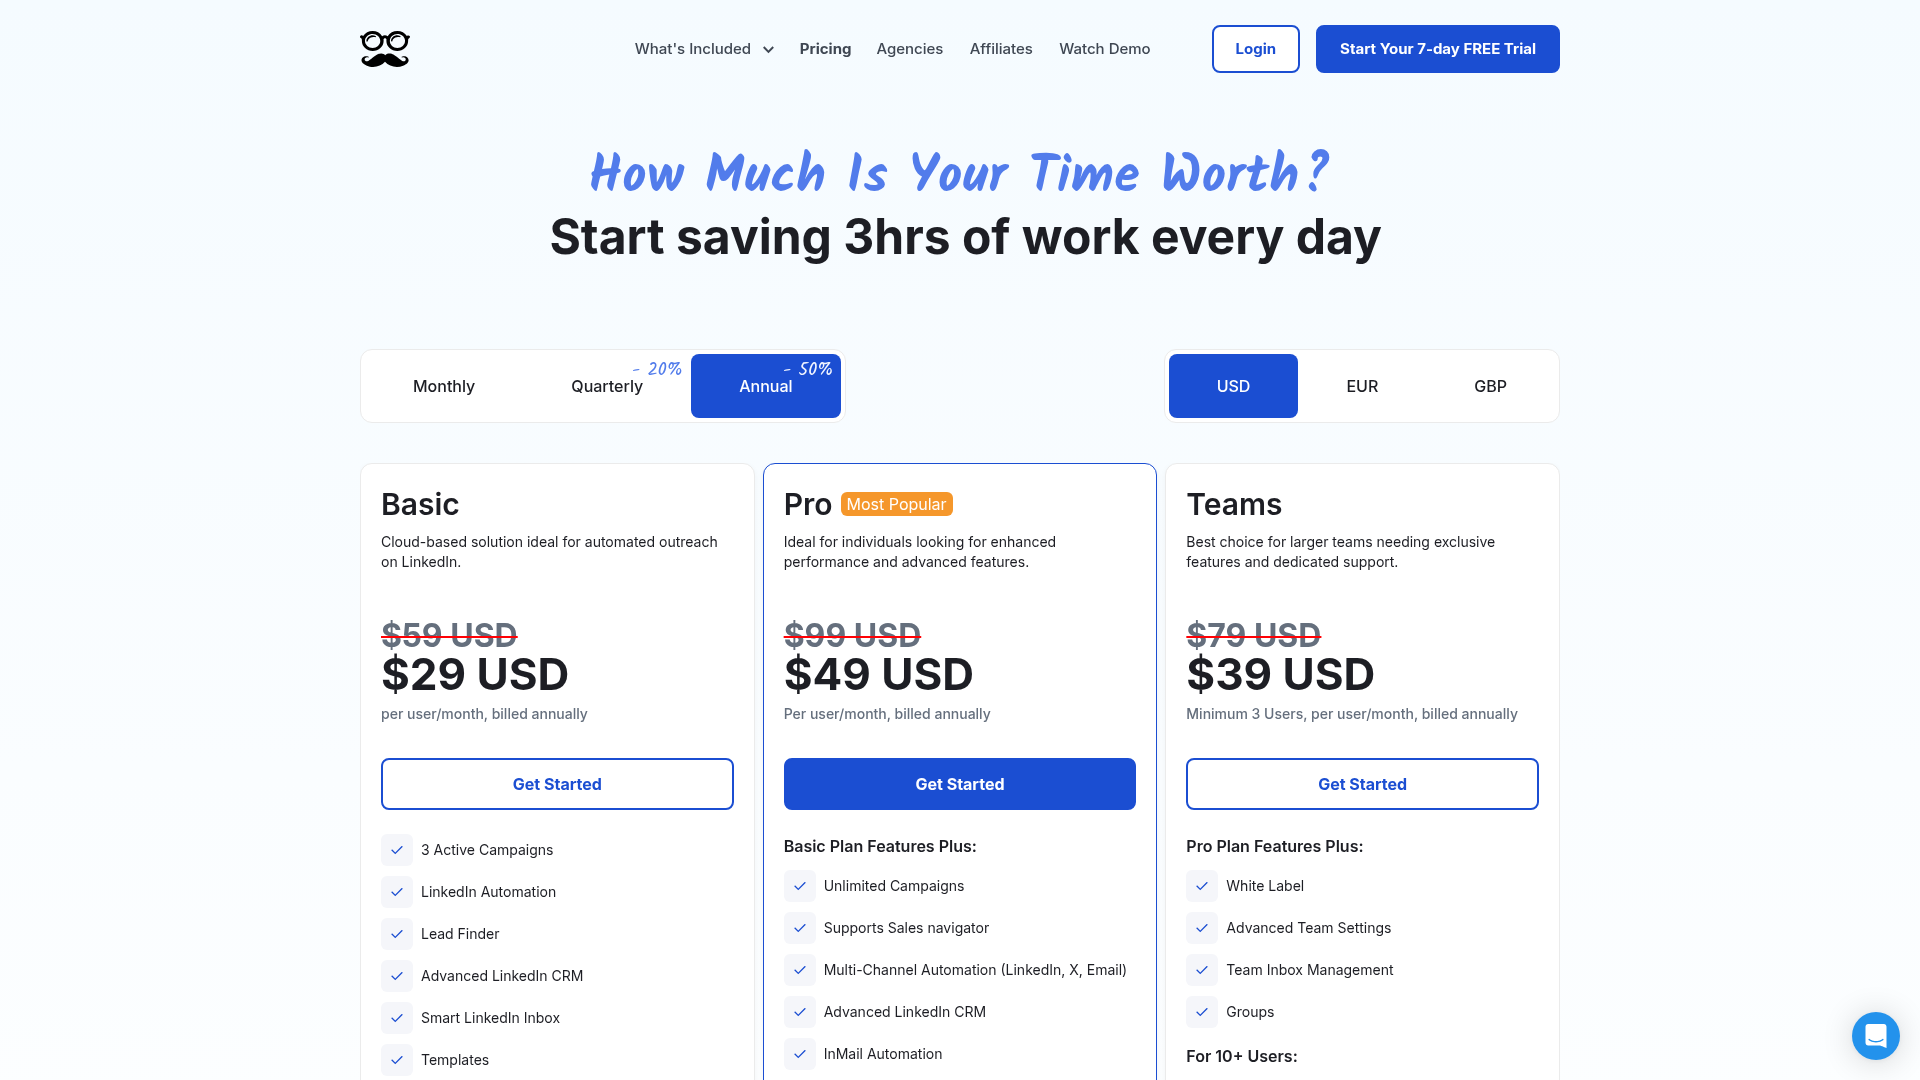 What's Included
Pricing
Agencies
Affiliates
Watch Demo
Login
Start Your 7-day FREE Trial
How Much Is Your Time Worth?
Start saving 3hrs of work every day
Monthly
- 20%
Quarterly
- 50%
Annual
USD
EUR
GBP
Basic
Cloud-based solution ideal for automated outreach
on LinkedIn.
$59 USD
$29 USD
per user/month, billed annually
Get Started
3 Active Campaigns
LinkedIn Automation
Lead Finder
Advanced LinkedIn CRM
Smart LinkedIn Inbox
Templates
Pro
Most Popular
Ideal for individuals looking for enhanced
performance and advanced features.
$99 USD
$49 USD
Per user/month, billed annually
Get Started
Basic Plan Features Plus:
Unlimited Campaigns
Supports Sales navigator
Multi-Channel Automation (LinkedIn, X, Email)
Advanced LinkedIn CRM
InMail Automation
Teams
Best choice for larger teams needing exclusive
features and dedicated support.
$79 USD
$39 USD
Minimum 3 Users, per user/month, billed annually
Get Started
Pro Plan Features Plus:
White Label
Advanced Team Settings
Team Inbox Management
Groups
For 10+ Users: